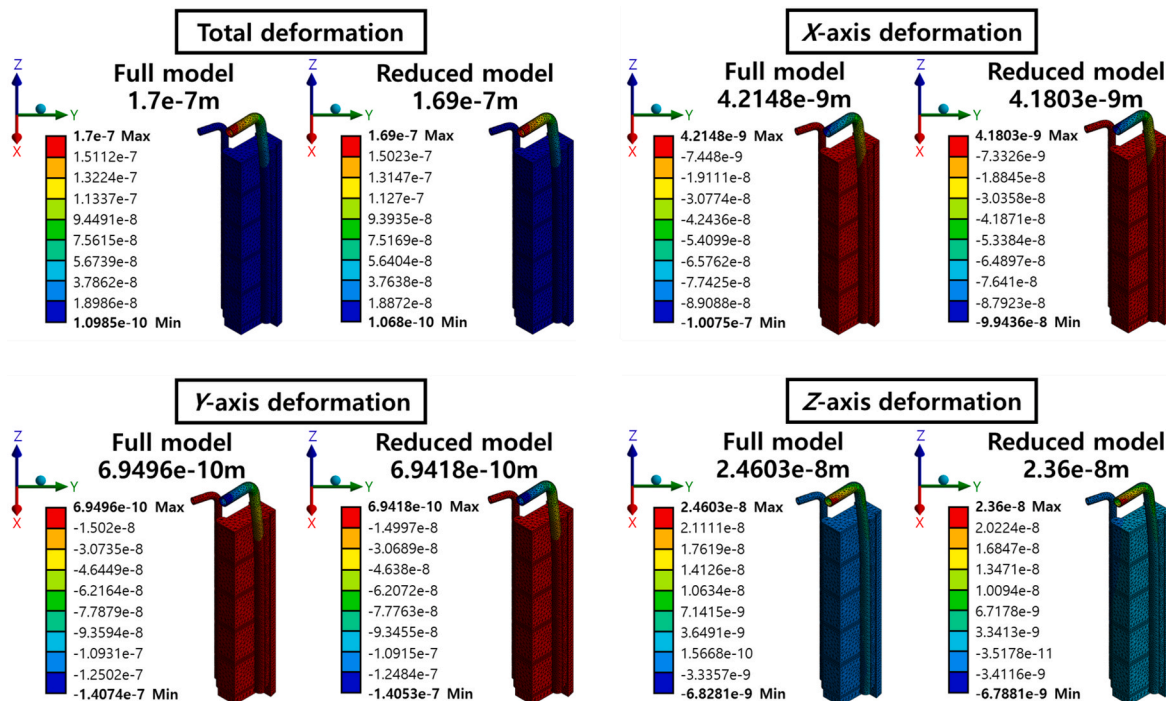 Total deformation
Full model
1.7e-7m
Z
Y
X
1.7e-7 Max
1.5112e-7
1.3224e-7
1.1337e-7
9.4491e-8
7.5615e-8
5.6739e-8
3.7862e-8
1.8986e-8
1.0985e-10 Min
Reduced model
1.69e-7m
Z
Y
X
1.69e-7 Max
1.5023e-7
1.3147e-7
1.127e-7
9.3935e-8
7.5169e-8
5.6404e-8
3.7638e-8
1.8872e-8
1.068e-10 Min
X-axis deformation
Full model
4.2148e-9m
Z
Y
X
4.2148e-9 Max
-7.448e-9
-1.9111e-8
-3.0774e-8
-4.2436e-8
-5.4099e-8
-6.5762e-8
-7.7425e-8
-8.9088e-8
-1.0075e-7 Min
Reduced model
4.1803e-9m
Z
Y
X
4.1803e-9 Max
-7.3326e-9
-1.8845e-8
-3.0358e-8
-4.1871e-8
-5.3384e-8
-6.4897e-8
-7.641e-8
-8.7923e-8
-9.9436e-8 Min
Y-axis deformation
Full model
6.9496e-10m
Z
Y
X
6.9496e-10 Max
-1.502e-8
-3.0735e-8
-4.6449e-8
-6.2164e-8
-7.7879e-8
-9.3594e-8
-1.0931e-7
-1.2502e-7
-1.4074e-7 Min
Reduced model
6.9418e-10m
Z
Y
X
6.9418e-10 Max
-1.4997e-8
-3.0689e-8
-4.638e-8
-6.2072e-8
-7.7763e-8
-9.3455e-8
-1.0915e-7
-1.2484e-7
-1.4053e-7 Min
Z-axis deformation
Full model
2.4603e-8m
Z
Y
X
2.4603e-8 Max
2.1111e-8
1.7619e-8
1.4126e-8
1.0634e-8
7.1415e-9
3.6491e-9
1.5668e-10
-3.3357e-9
-6.8281e-9 Min
Reduced model
2.36e-8m
Z
Y
X
2.36e-8 Max
2.0224e-8
1.6847e-8
1.3471e-8
1.0094e-8
6.7178e-9
3.3413e-9
-3.5178e-11
-3.4116e-9
-6.7881e-9 Min